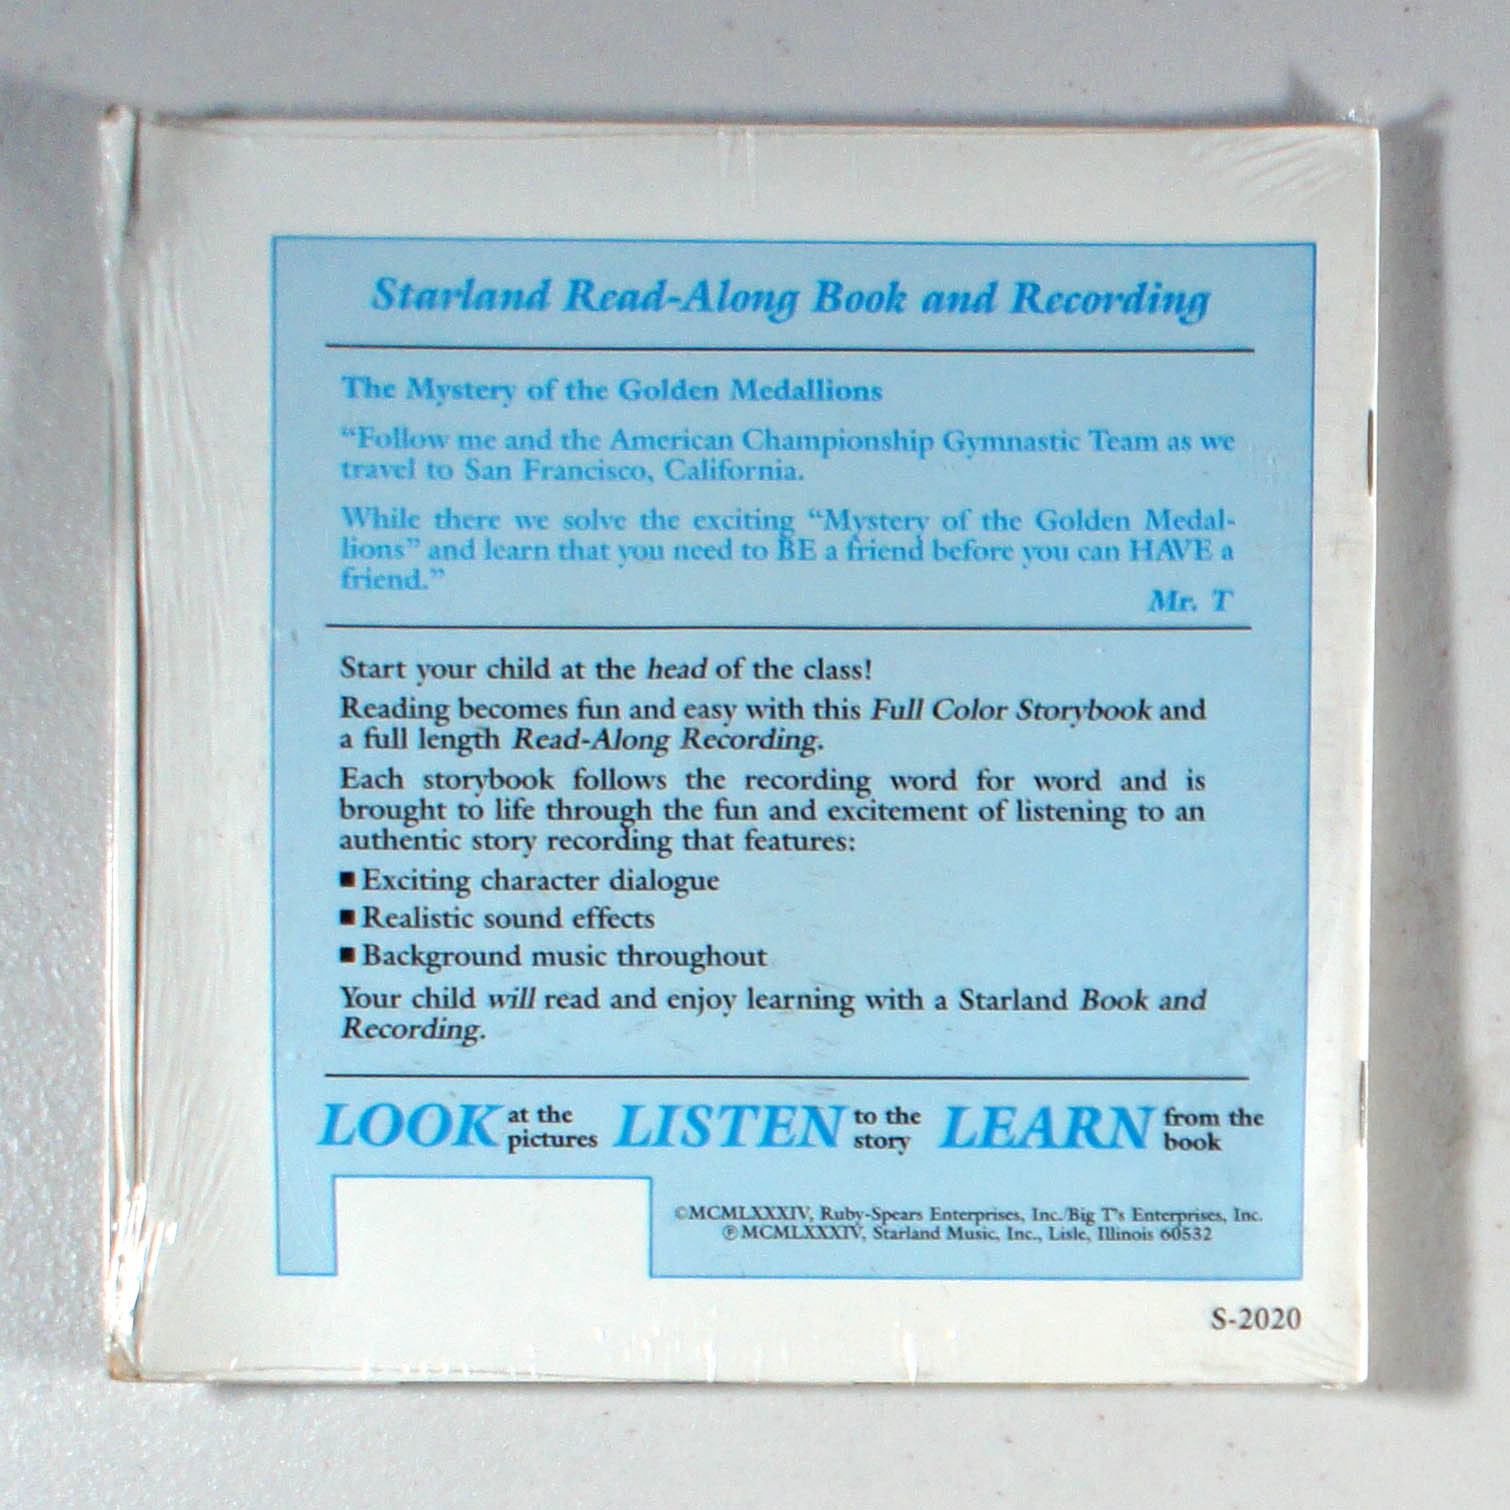 Starland Read-Along Book and Recording
The Mystery of the Golden Medallions
“Follow me and the American Championship Gymnastic Team as we
travel to San Francisco, California.
While there we solve the exciting “Mystery of the Golden Medal-
lions” and learn that you need to BE a friend before you can HAVE a
friend.”
Mr. T
Start your child at the head of the class!
Reading becomes fun and easy with this Full Color Storybook and
a full length Read-Along Recording.
Each storybook follows the recording word for word and is
brought to life through the fun and excitement of listening to an
authentic story recording that features:
■ Exciting character dialogue
■ Realistic sound effects
■ Background music throughout
Your child will read and enjoy learning with a Starland Book and
Recording.
LOOK at the pictures LISTEN to the story LEARN from the book
©MCMLXXXIV, Ruby-Spears Enterprises, Inc./Big T's Enterprises, Inc.
℗MCMLXXXIV, Starland Music, Inc., Lisle, Illinois 60532
S-2020